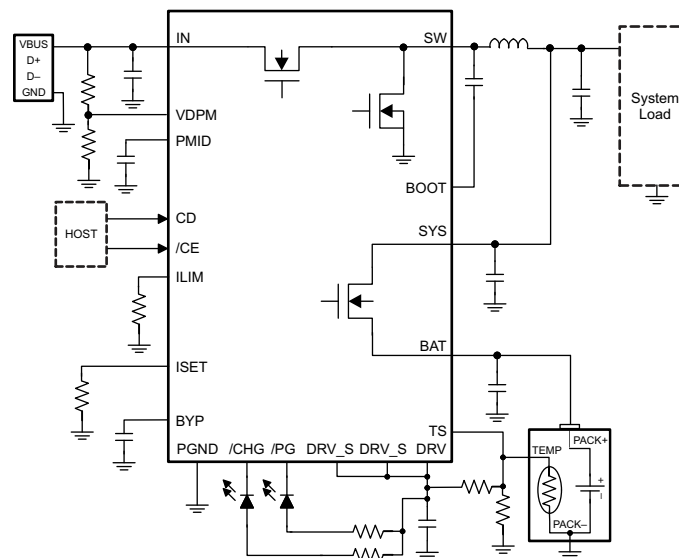 VBUS
D+
D–
GND
IN
SW
VDPM
PMID
BOOT
System
Load
HOST
CD
/CE
SYS
ILIM
BAT
ISET
BYP
TS
PGND /CHG /PG DRV_S DRV_S DRV
TEMP
PACK+
+
–
PACK–